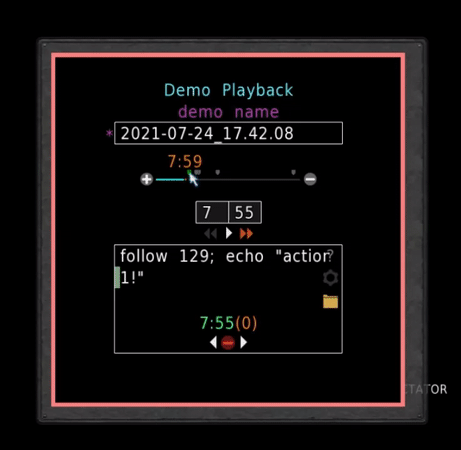 Demo Playback
demo name
* 2021-07-24_17.42.08
7:59
7 55
follow 129; echo "action ?
1!"
7:55(0)
TATOR